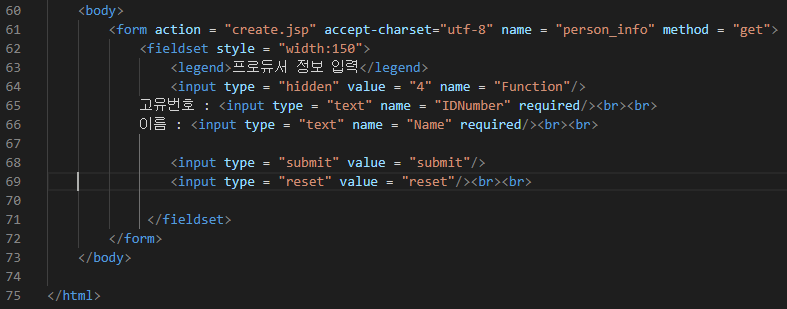 60 <body>
61 <form action = "create.jsp" accept-charset="utf-8" name = "person_info" method = "get">
62 <fieldset style = "width:150">
63 <legend>프로듀서 정보 입력</legend>
64 <input type = "hidden" value = "4" name = "Function"/>
65 고유번호 : <input type = "text" name = "IDNumber" required/><br><br>
66 이름 : <input type = "text" name = "Name" required/><br><br>
67
68 <input type = "submit" value = "submit"/>
69 <input type = "reset" value = "reset"/><br><br>
70
71 </fieldset>
72 </form>
73 </body>
74
75 </html>